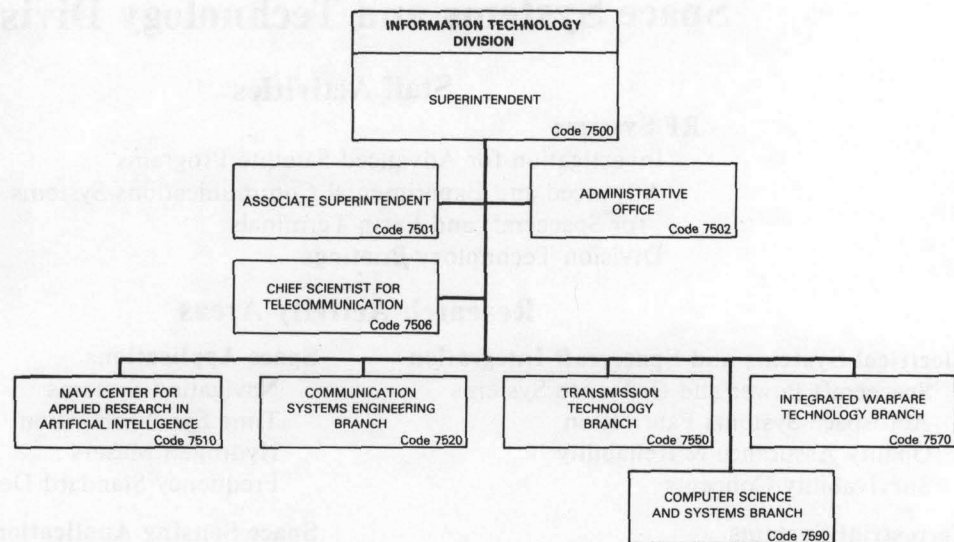 INFORMATION TECHNOLOGY
DIVISION
SUPERINTENDENT
Code 7500
ASSOCIATE SUPERINTENDENT
Code 7501
ADMINISTRATIVE
OFFICE
Code 7502
CHIEF SCIENTIST FOR
TELECOMMUNICATION
Code 7506
NAVY CENTER FOR
APPLIED RESEARCH IN
ARTIFICIAL INTELLIGENCE
Code 7510
COMMUNICATION
SYSTEMS ENGINEERING
BRANCH
Code 7520
TRANSMISSION
TECHNOLOGY
BRANCH
Code 7550
INTEGRATED WARFARE
TECHNOLOGY BRANCH
Code 7570
COMPUTER SCIENCE
AND SYSTEMS BRANCH
Code 7590